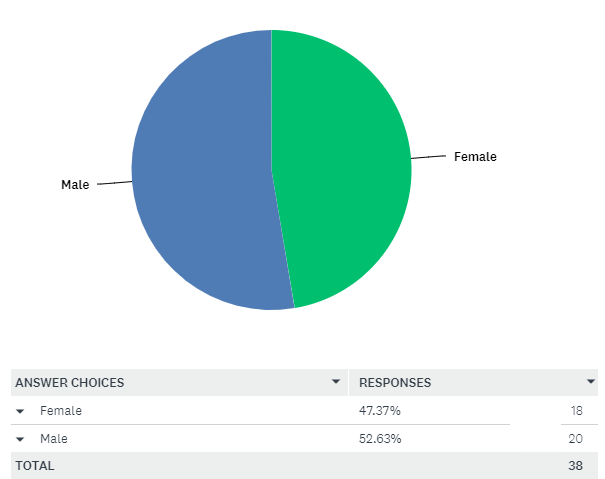 Female
Male
ANSWER CHOICES RESPONSES
Female 47.37% 18
Male 52.63% 20
TOTAL 38